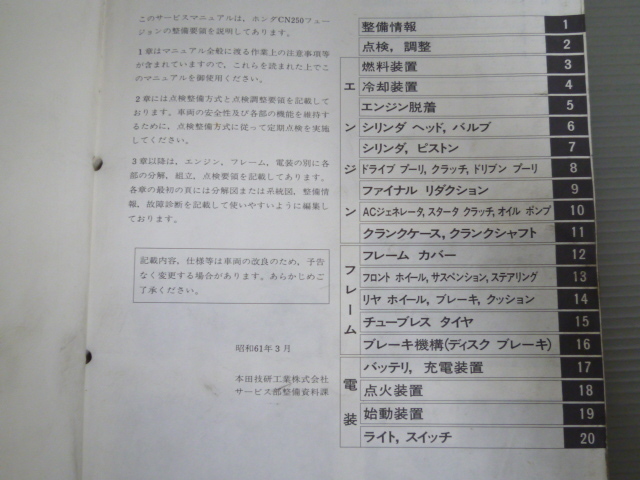 このサービスマニュアルは、ホンダCN250フュー
ジョンの整備要領を説明してあります。
1章はマニュアル全般に渡る作業上の注意事項等
が含まれていますので、これらを読まれた上でこ
のマニュアルを御使用ください。
2章には点検整備方式と点検調整要領を記載して
おります。車両の安全性及び各部の機能を維持す
るために、点検整備方式に従って定期点検を実施
してください。
3章以降は、エンジン、フレーム、電装の別に各
部の分解、組立、点検要領を記載してあります。
各章の最初の頁には分解図または系統図、整備情
報、故障診断を記載して使いやすいように編集し
ております。
記載内容、仕様等は車両の改良のため、予告
なく変更する場合があります。あらかじめご
了承ください。
昭和61年3月
本田技研工業株式会社
サービス部整備資料課
整備情報 1
点検, 調整 2
エンジン
燃料装置 3
冷却装置 4
エンジン脱着 5
シリンダ ヘッド, バルブ 6
シリンダ, ピストン 7
ドライブ プーリ, クラッチ, ドリブン プーリ 8
ファイナル リダクション 9
ACジェネレータ, スタータ クラッチ, オイル ポンプ 10
クランクケース, クランクシャフト 11
フレーム
フレーム カバー 12
フロント ホイール, サスペンション, ステアリング 13
リヤ ホイール, ブレーキ, クッション 14
チューブレス タイヤ 15
ブレーキ機構(ディスク ブレーキ) 16
電装
バッテリ, 充電装置 17
点火装置 18
始動装置 19
ライト, スイッチ 20